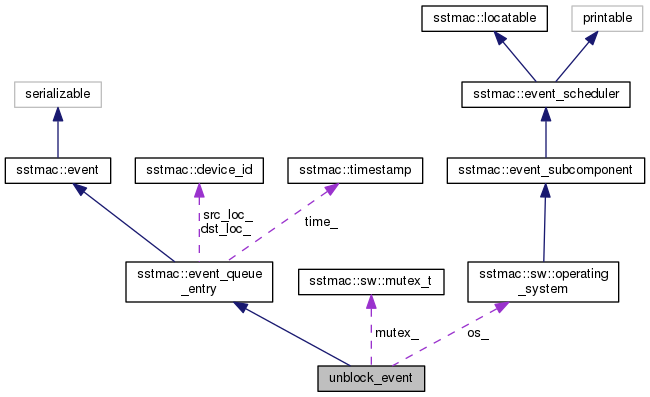 sstmac::locatable
printable
serializable
sstmac::event_scheduler
sstmac::event
sstmac::device_id
sstmac::timestamp
sstmac::event_subcomponent
src_loc_
dst_loc_
time_
sstmac::event_queue
_entry
sstmac::sw::mutex_t
sstmac::sw::operating
_system
mutex_
os_
unblock_event